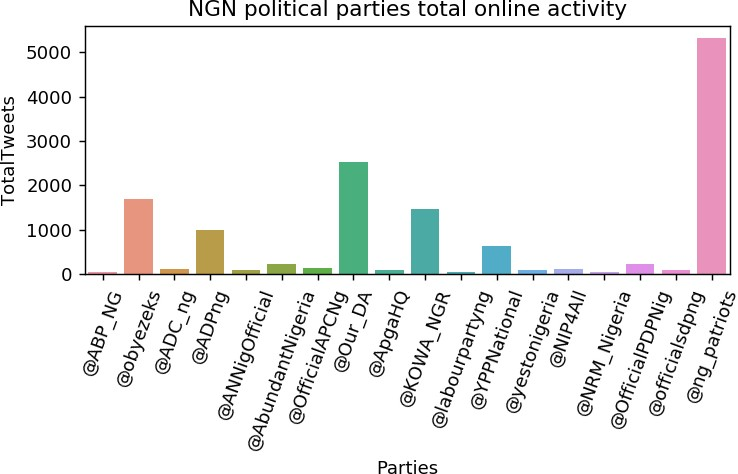 NGN political parties total online activity
TotalTweets
5000
4000
3000
2000
1000
0
@ABP_NG
@obyezeks
@ADC_ng
@ADPng
@ANNigOfficial
@AbundantNigeria
@OfficialAPCNg
@Our_DA
@ApgaHQ
@KOWA_NGR
@labourpartyng
@YPPNational
@yestonigeria
@NIP4All
@NRM_Nigeria
@OfficialPDPNig
@officialsdpng
@ng_patriots
Parties